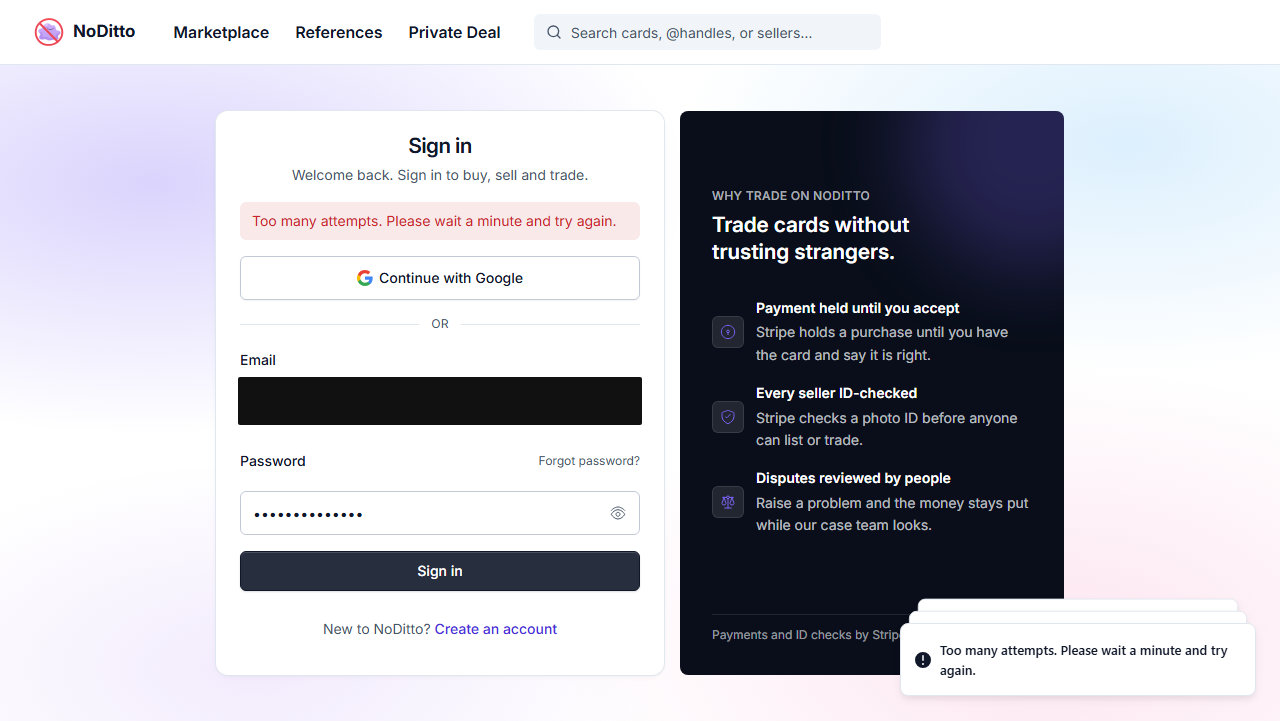 NoDitto
Marketplace
References
Private Deal
Search cards, @handles, or sellers...
Sign in
Welcome back. Sign in to buy, sell and trade.
Too many attempts. Please wait a minute and try again.
Continue with Google
OR
Email
Password
Forgot password?
Sign in
New to NoDitto? Create an account
WHY TRADE ON NODITTO
Trade cards without
trusting strangers.
Payment held until you accept
Stripe holds a purchase until you have
the card and say it is right.
Every seller ID-checked
Stripe checks a photo ID before anyone
can list or trade.
Disputes reviewed by people
Raise a problem and the money stays put
while our case team looks.
Payments and ID checks by Stripe
Too many attempts. Please wait a minute and try
again.